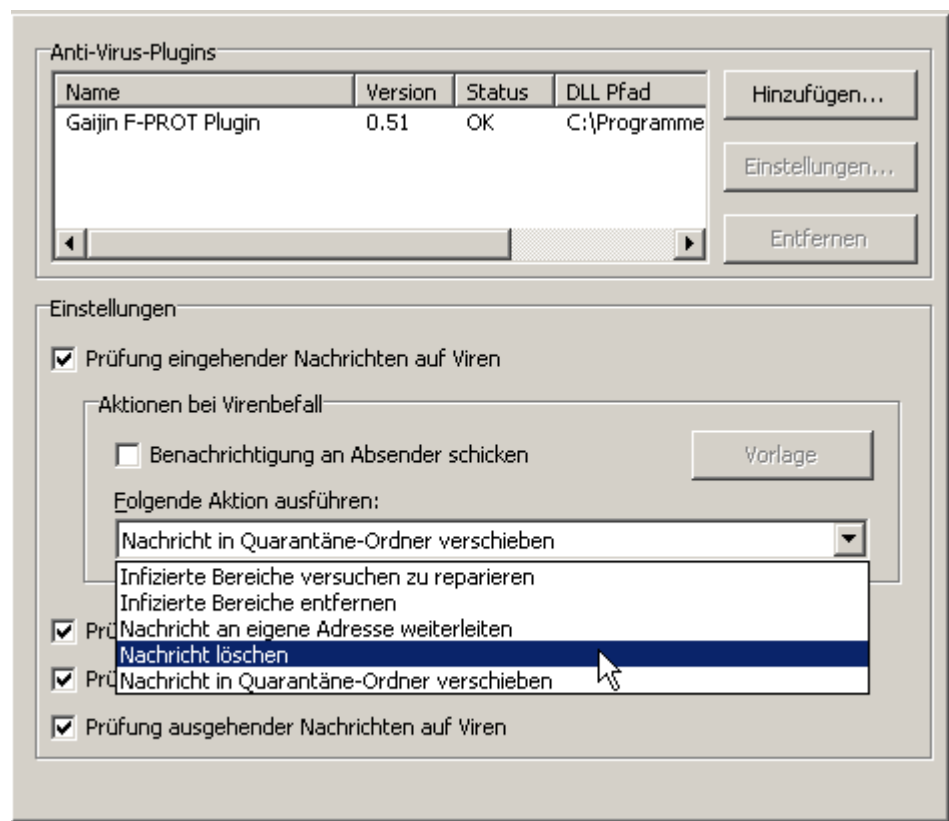 Anti-Virus-Plugins
Name Version Status DLL Pfad
Gaijin F-PROT Plugin 0.51 OK C:\Programme
Hinzufügen...
Einstellungen...
Entfernen
Einstellungen
Prüfung eingehender Nachrichten auf Viren
Aktionen bei Virenbefall
Benachrichtigung an Absender schicken
Vorlage
Folgende Aktion ausführen:
Nachricht in Quarantäne-Ordner verschieben
Infizierte Bereiche versuchen zu reparieren
Infizierte Bereiche entfernen
Nachricht an eigene Adresse weiterleiten
Nachricht löschen
Nachricht in Quarantäne-Ordner verschieben
Prüfung ausgehender Nachrichten auf Viren